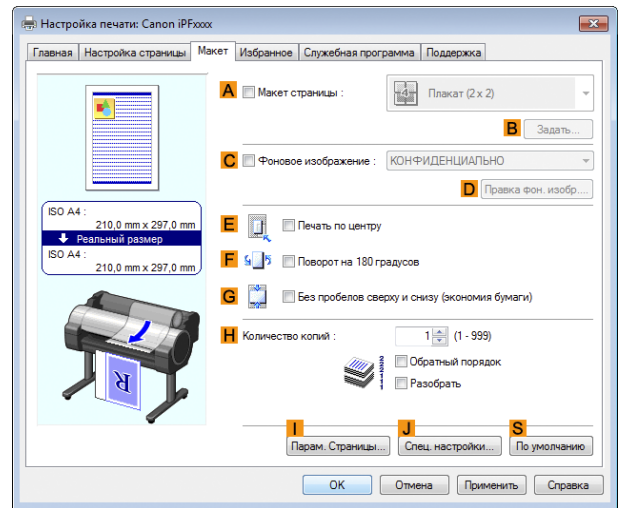 Настройка печати: Canon iPFxxxx
Главная Настройка страницы Макет Избранное Служебная программа Поддержка
A Макет страницы : Плакат (2 x 2)
B Задать...
C Фоновое изображение : КОНФИДЕНЦИАЛЬНО
D Правка фон. изобр....
ISO A4 :
210,0 mm x 297,0 mm
Реальный размер
ISO A4 :
210,0 mm x 297,0 mm
E Печать по центру
F Поворот на 180 градусов
G Без пробелов сверху и снизу (экономия бумаги)
H Количество копий : 1 (1 - 999)
Обратный порядок
Разобрать
R
I J S
Парам. Страницы... Спец. настройки... По умолчанию
OK Отмена Применить Справка